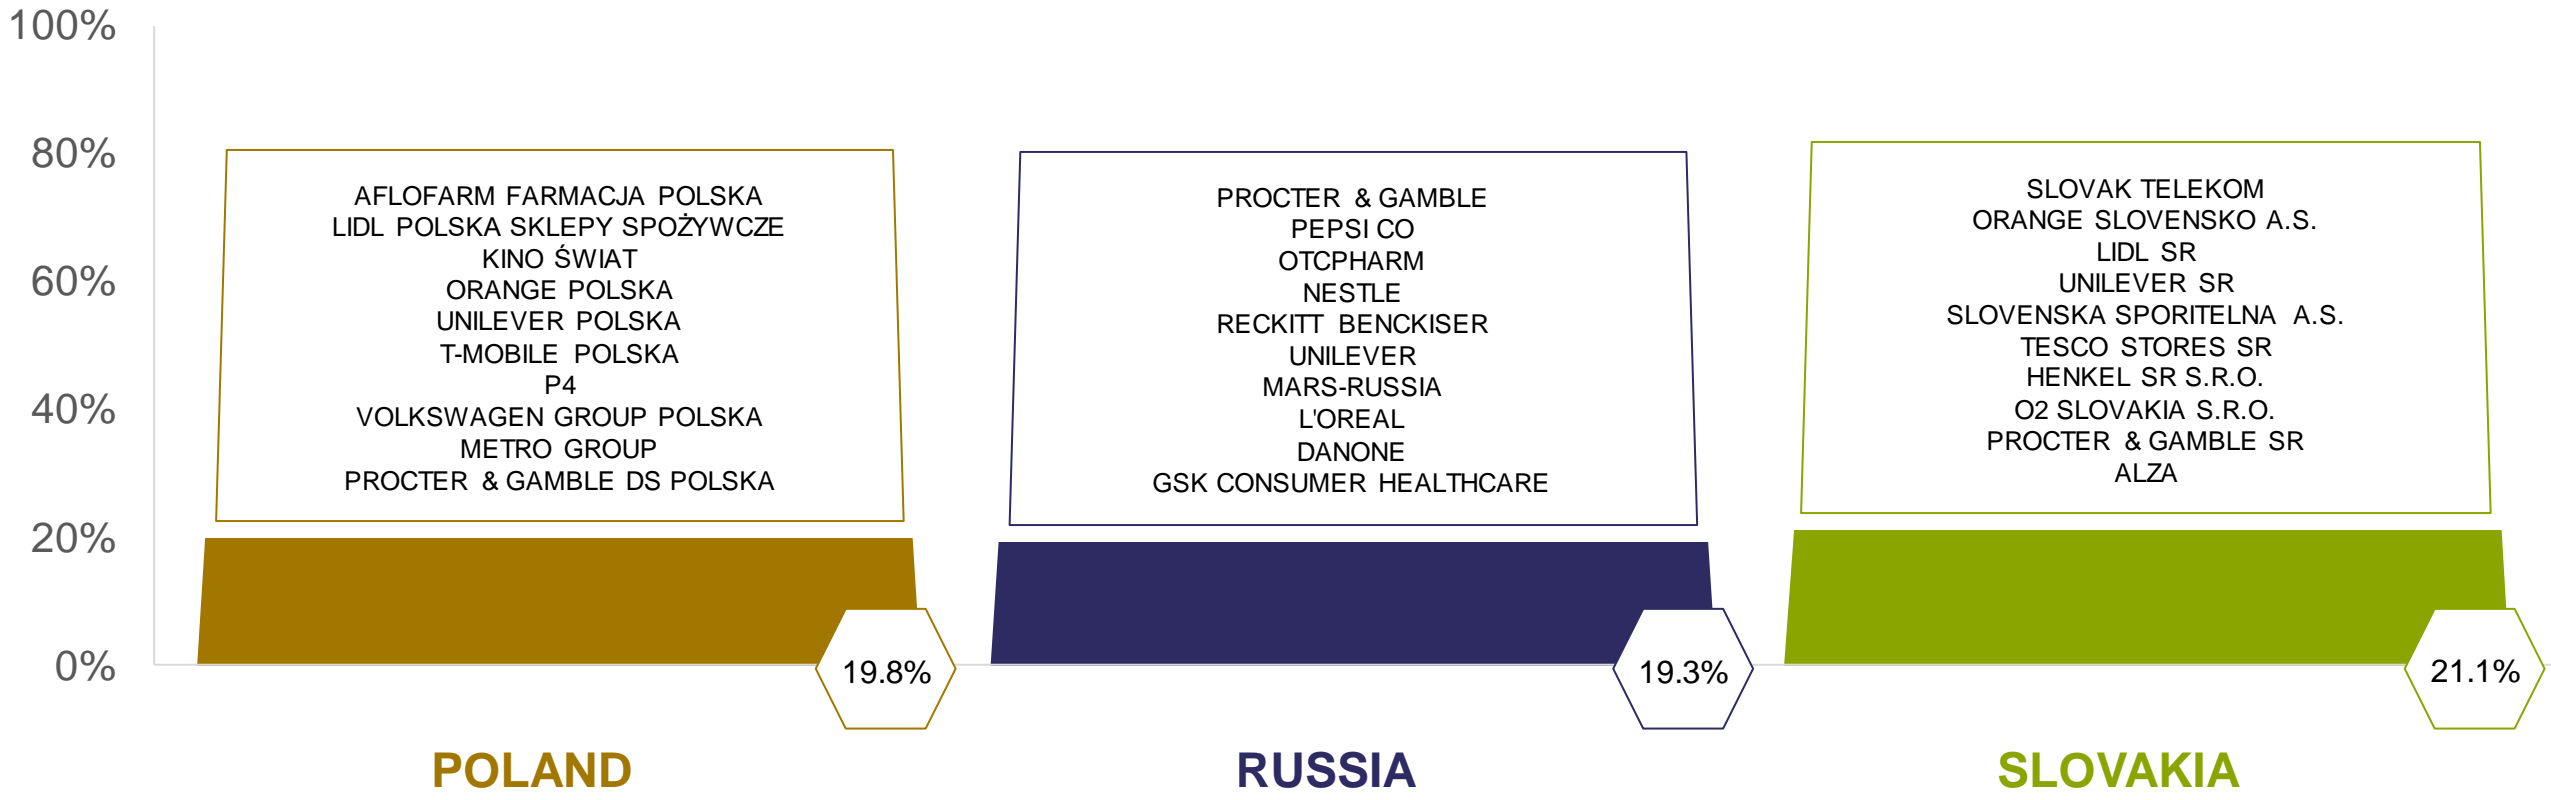 100%
80%
60%
40%
20%
0%
AFLOFARM FARMACJA POLSKA
LIDL POLSKA SKLEPY SPOŻYWCZE
KINO ŚWIAT
ORANGE POLSKA
UNILEVER POLSKA
T-MOBILE POLSKA
P4
VOLKSWAGEN GROUP POLSKA
METRO GROUP
PROCTER & GAMBLE DS POLSKA
19.8%
POLAND
PROCTER & GAMBLE
PEPSI CO
OTCPHARM
NESTLE
RECKITT BENCKISER
UNILEVER
MARS-RUSSIA
L'OREAL
DANONE
GSK CONSUMER HEALTHCARE
19.3%
RUSSIA
SLOVAK TELEKOM
ORANGE SLOVENSKO A.S.
LIDL SR
UNILEVER SR
SLOVENSKA SPORITELNA A.S.
TESCO STORES SR
HENKEL SR S.R.O.
O2 SLOVAKIA S.R.O.
PROCTER & GAMBLE SR
ALZA
21.1%
SLOVAKIA